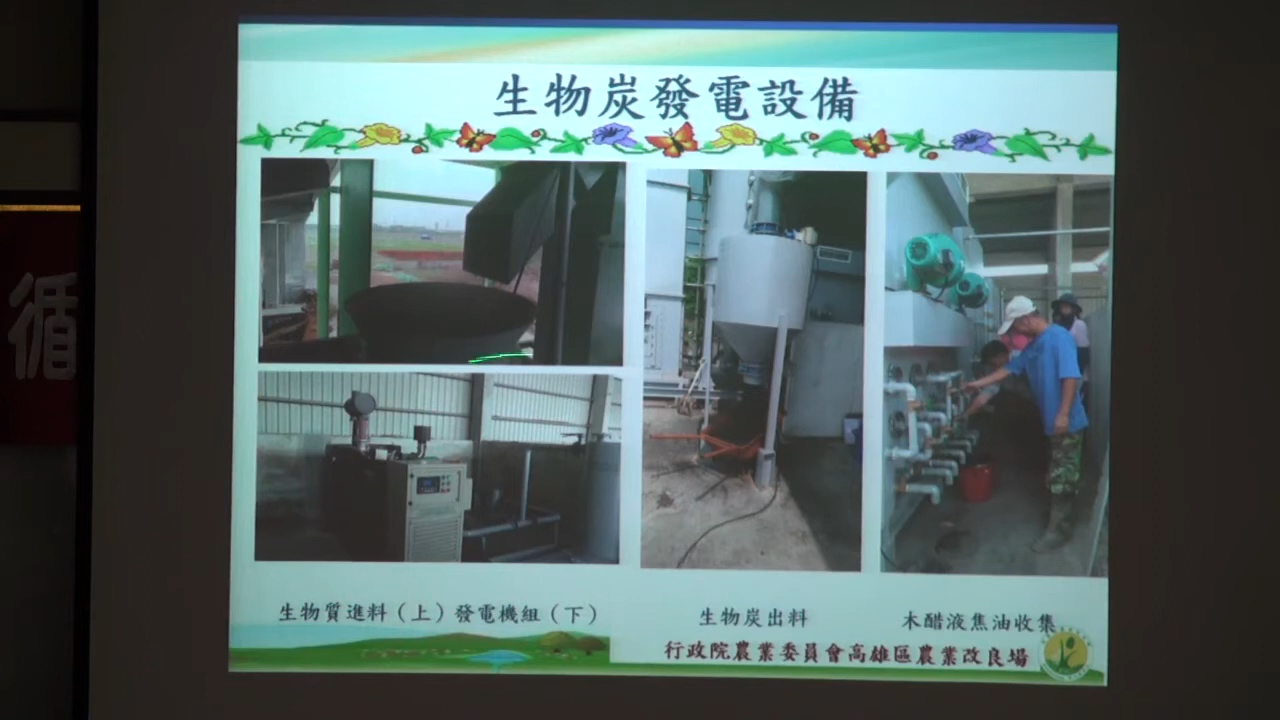 生物炭發電設備
循
生物質進料（上）發電機組（下）
生物炭出料
木醋液焦油收集
行政院農業委員會高雄區農業改良場